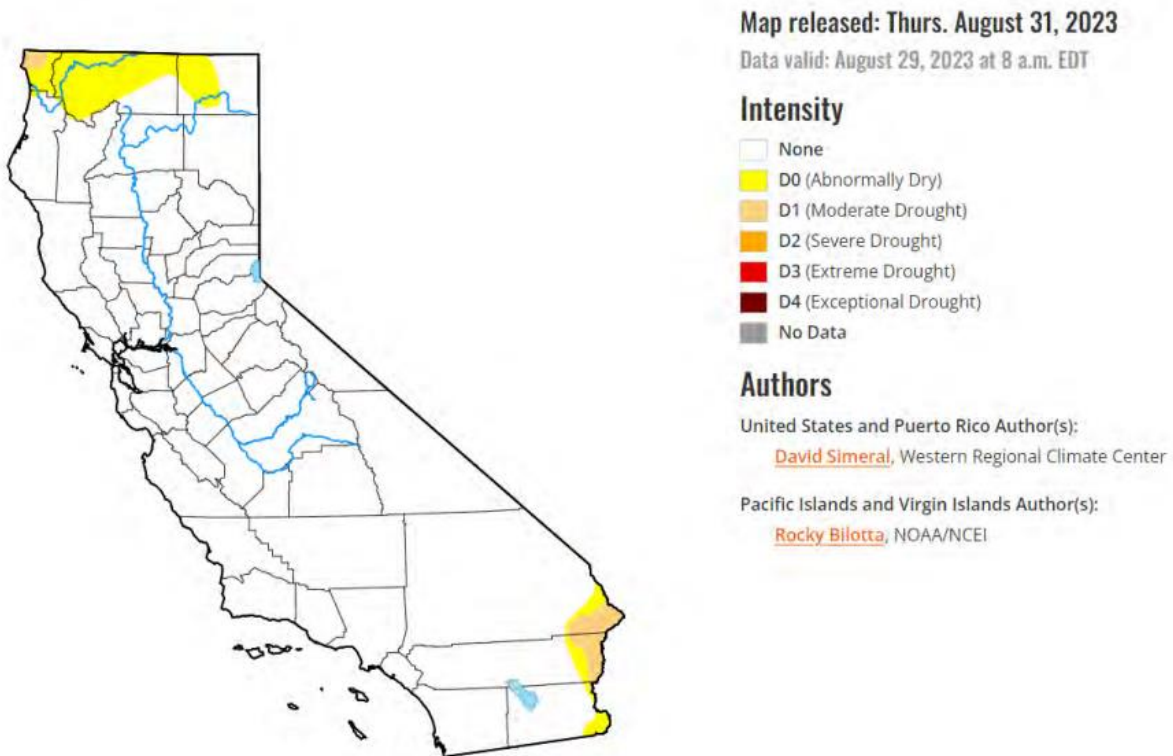 Map released: Thurs. August 31, 2023
Data valid: August 29, 2023 at 8 a.m. EDT
Intensity
None
D0 (Abnormally Dry)
D1 (Moderate Drought)
D2 (Severe Drought)
D3 (Extreme Drought)
D4 (Exceptional Drought)
No Data
Authors
United States and Puerto Rico Author(s):
David Simeral, Western Regional Climate Center
Pacific Islands and Virgin Islands Author(s):
Rocky Bilotta, NOAA/NCEI